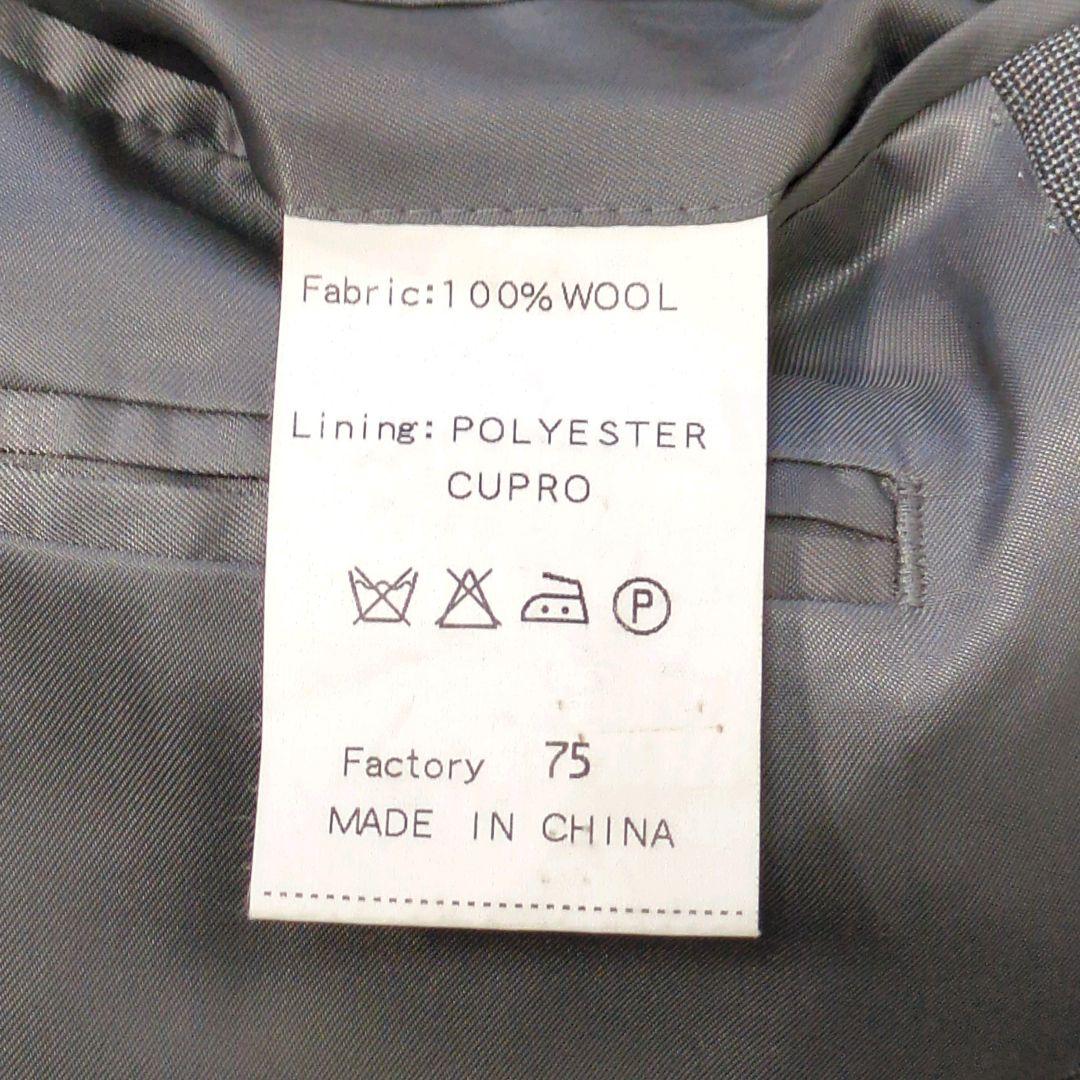 Fabric:100%WOOL
Lining: POLYESTER
CUPRO
P
Factory 75
MADE IN CHINA